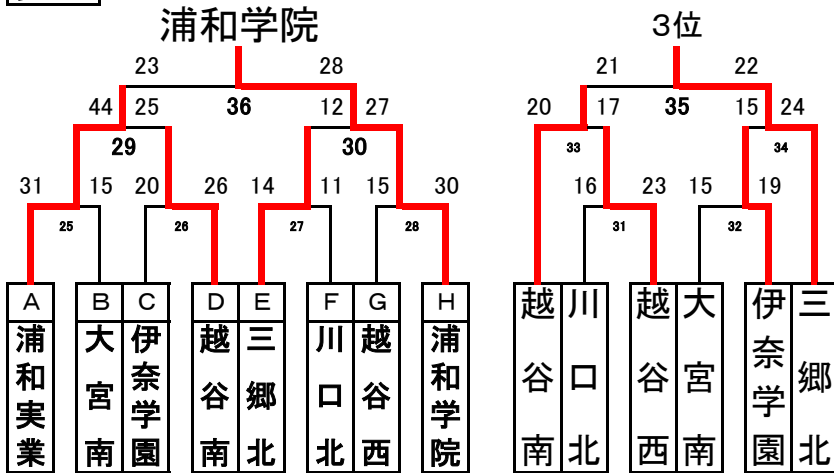 浦和学院 3位
23 28 21 22
44 25 36 12 27 20 17 35 15 24
29 30 33 34
31 15 20 26 14 11 15 30 16 23 15 19
25 26 27 28 31 32
A B C D E F G H
浦和実業
大宮南
伊奈学園
越谷南
三郷北
川口北
越谷西
浦和学院
越谷南
川口北
越谷西
大宮南
伊奈学園
三郷北